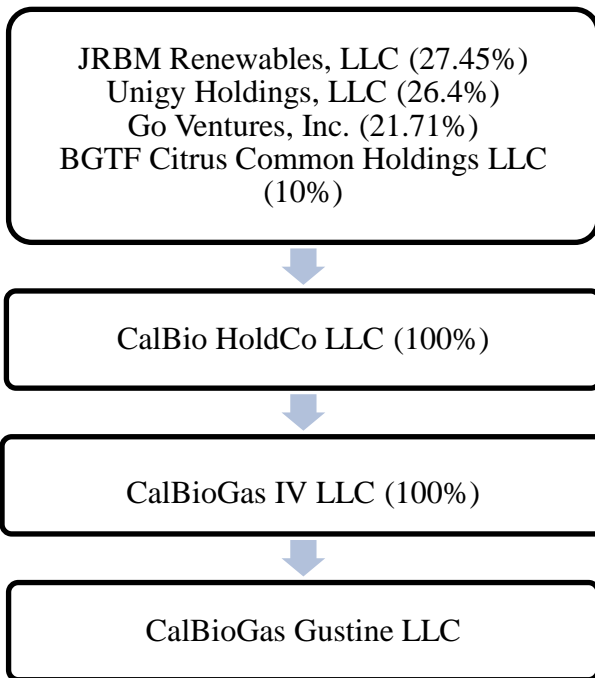 JRBM Renewables, LLC (27.45%)
Unigy Holdings, LLC (26.4%)
Go Ventures, Inc. (21.71%)
BGTF Citrus Common Holdings LLC
(10%)
CalBio HoldCo LLC (100%)
CalBioGas IV LLC (100%)
CalBioGas Gustine LLC